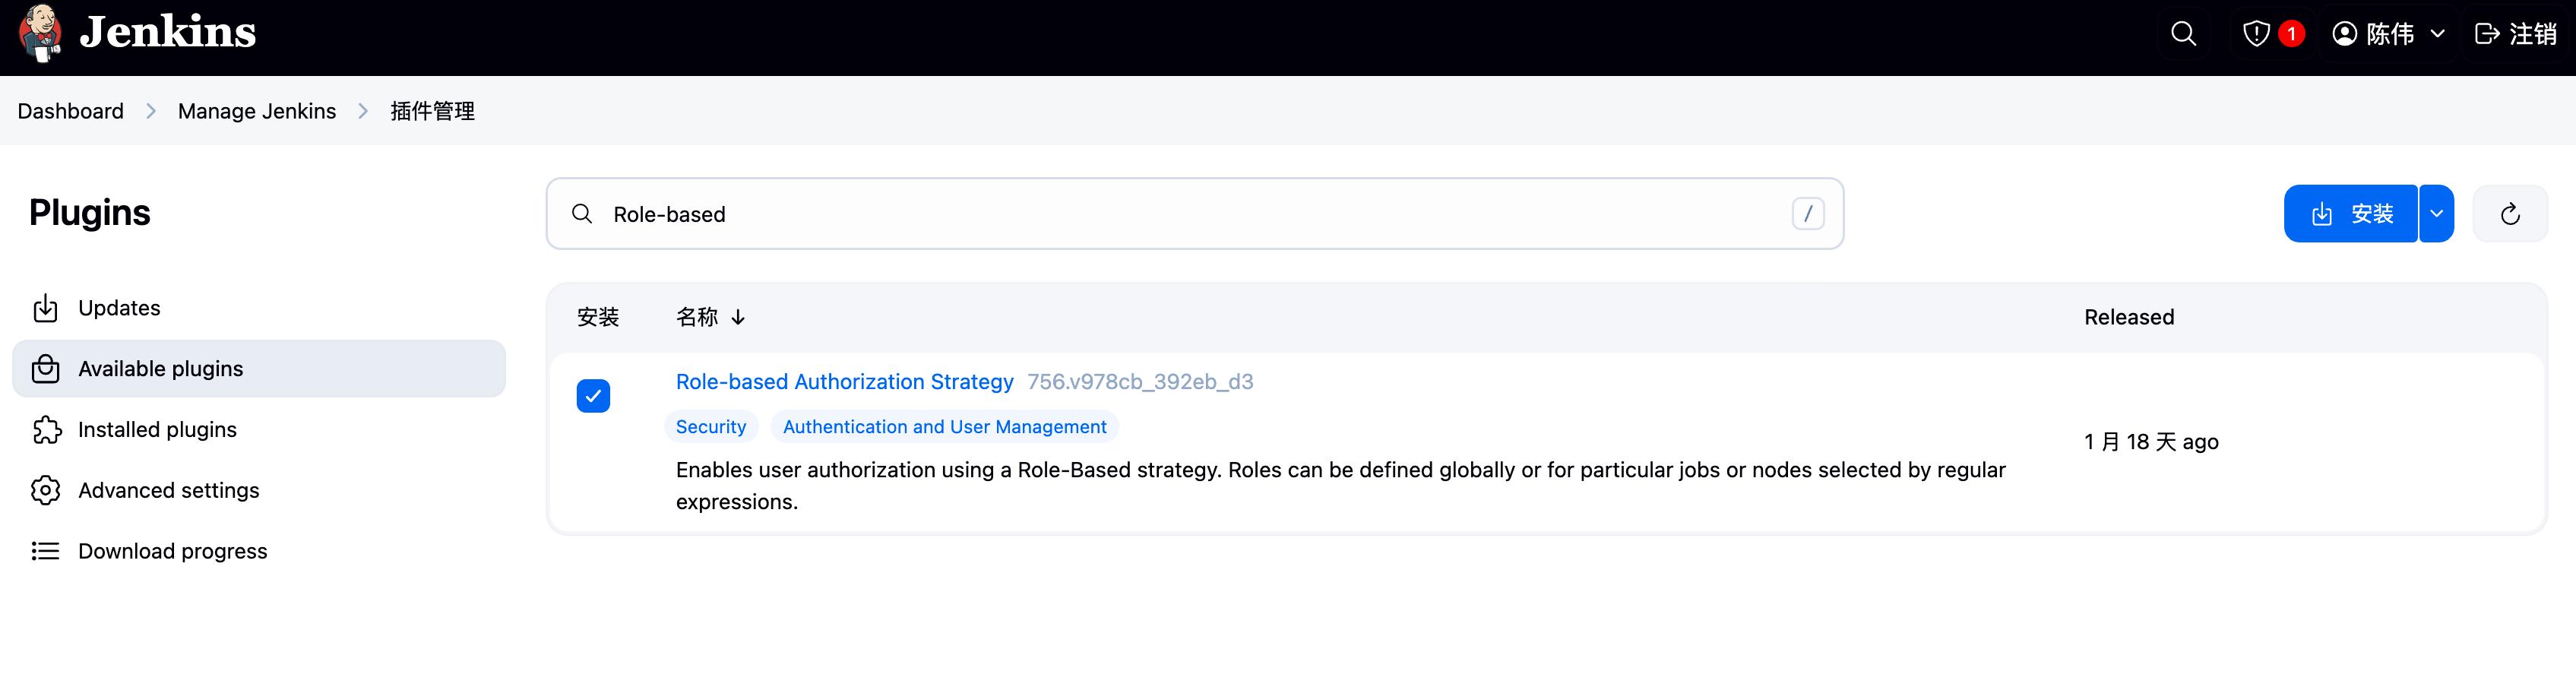 Jenkins
1
陈伟
注销
Dashboard
Manage Jenkins
插件管理
Plugins
Role-based
/
安装
Updates
Available plugins
Installed plugins
Advanced settings
Download progress
安装
名称 ↓
Released
Role-based Authorization Strategy 756.v978cb_392eb_d3
Security
Authentication and User Management
Enables user authorization using a Role-Based strategy. Roles can be defined globally or for particular jobs or nodes selected by regular
expressions.
1 月 18 天 ago